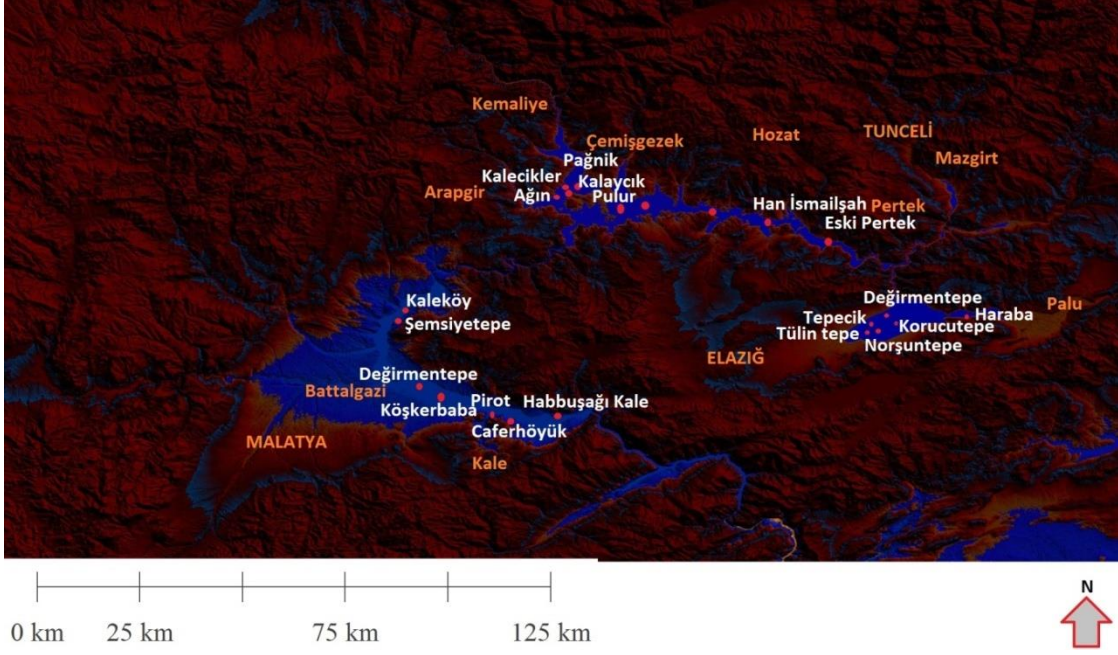 Kemaliye
Çemişgezek
Hozat
TUNCELİ
Pağnik
Mazgirt
Kalecikler
Kalaycık
Arapgir
Ağın
Pulur
Han İsmailşah
Pertek
Eski Pertek
Kaleköy
Değirmentepe
Haraba
Palu
Şemsiyetepe
Tepecik
Korucutepe
Tülin tepe
Norşuntepe
ELAZIĞ
Değirmentepe
Battalgazi
Pirot
Habbuşağı Kale
Köşkerbaba
Caferhöyük
MALATYA
Kale
0 km
25 km
75 km
125 km
N